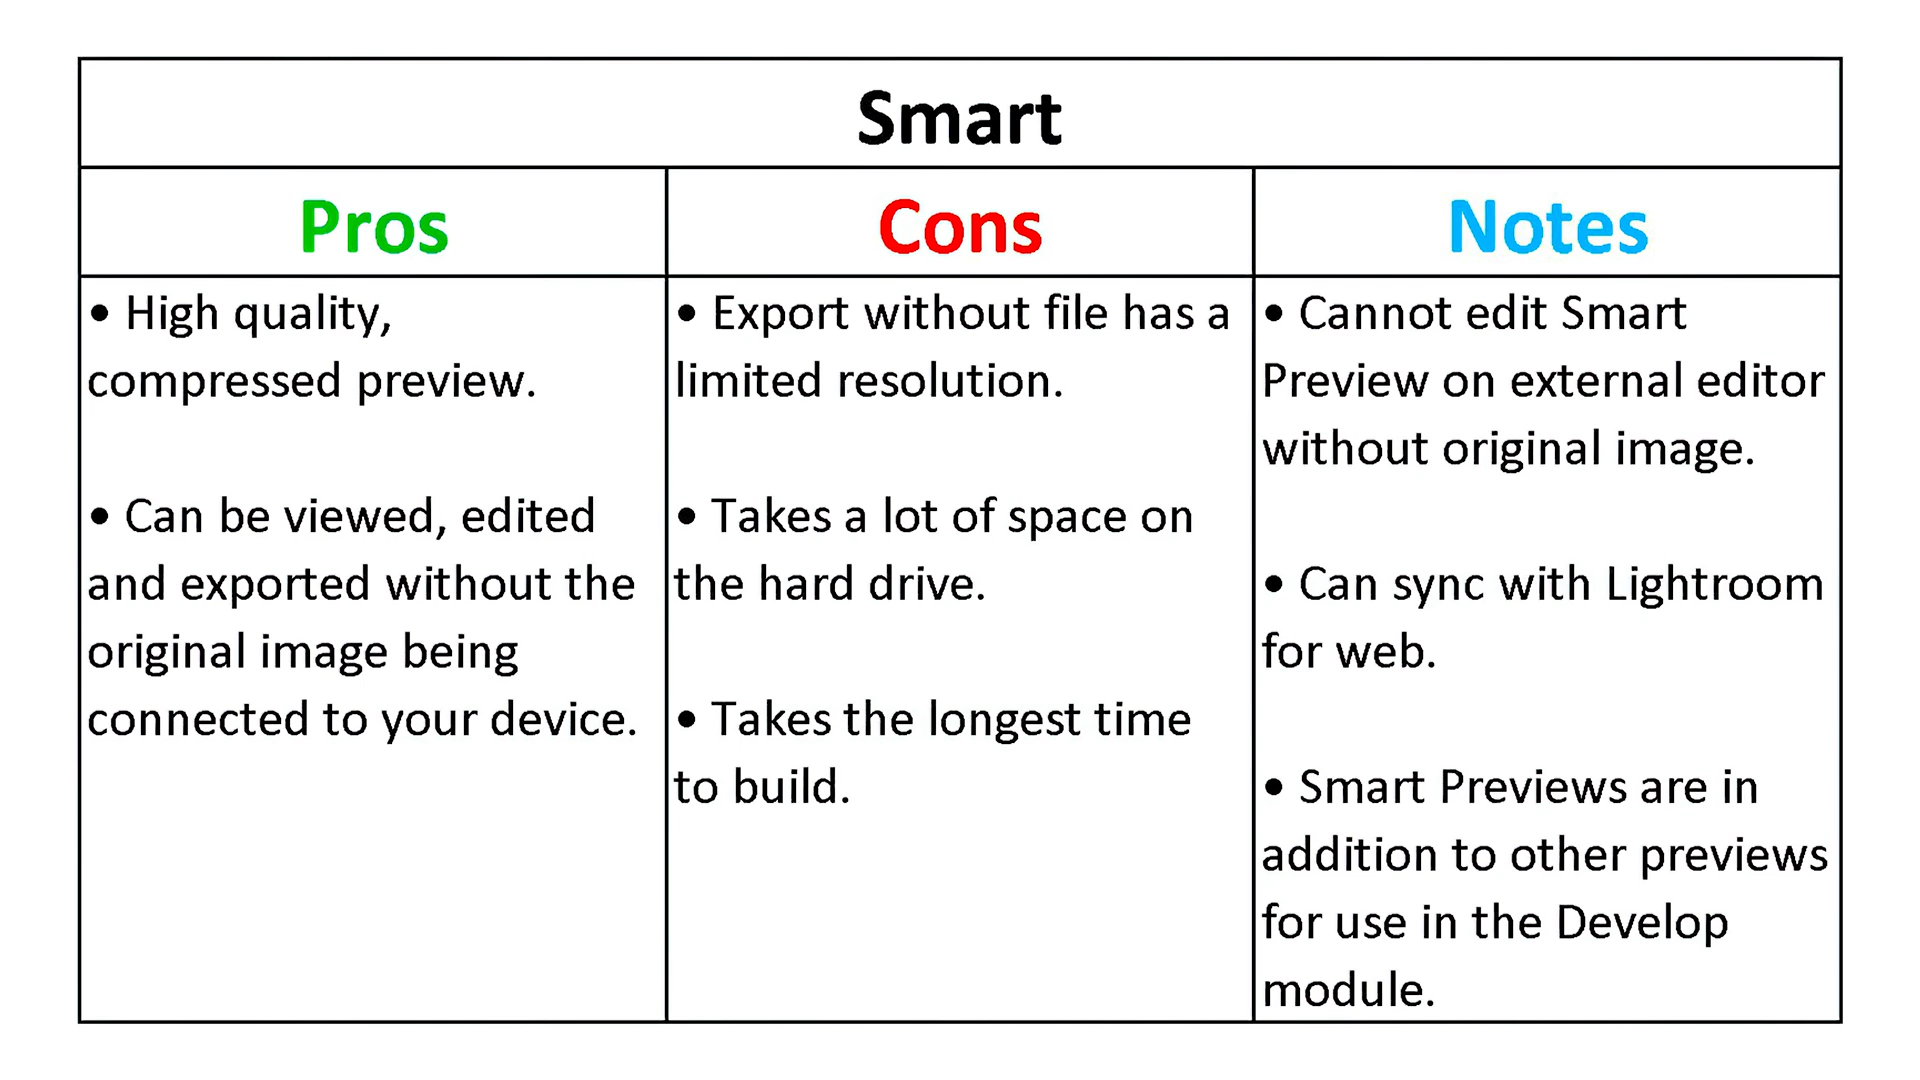 Smart
Pros
Cons
Notes
• High quality,
compressed preview.
• Can be viewed, edited
and exported without the
original image being
connected to your device.
• Export without file has a
limited resolution.
• Takes a lot of space on
the hard drive.
• Takes the longest time
to build.
• Cannot edit Smart
Preview on external editor
without original image.
• Can sync with Lightroom
for web.
• Smart Previews are in
addition to other previews
for use in the Develop
module.